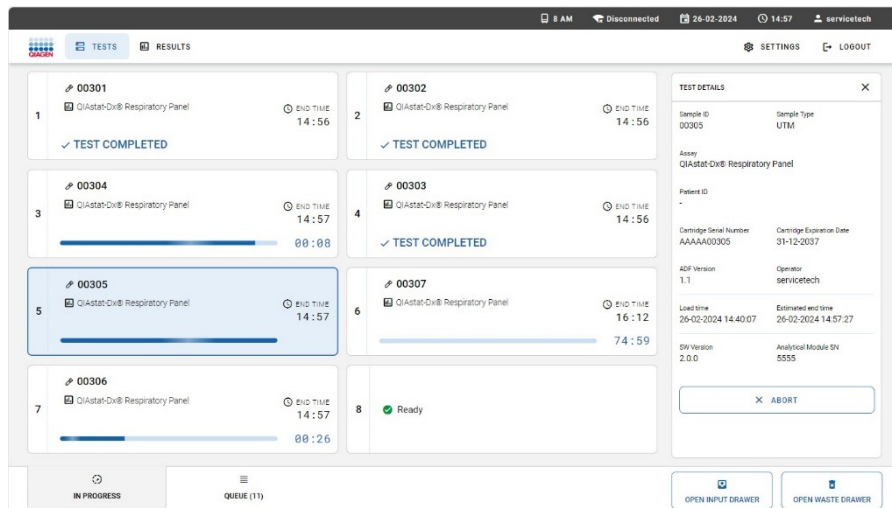 8 AM Disconnected 26-02-2024 14:57 servicetech
QIAGEN TESTS RESULTS SETTINGS LOGOUT
1
00301
QIAstat-Dx® Respiratory Panel
END TIME
14:56
TEST COMPLETED
2
00302
QIAstat-Dx® Respiratory Panel
END TIME
14:56
TEST COMPLETED
3
00304
QIAstat-Dx® Respiratory Panel
END TIME
14:57
00:08
4
00303
QIAstat-Dx® Respiratory Panel
END TIME
14:56
TEST COMPLETED
5
00305
QIAstat-Dx® Respiratory Panel
END TIME
14:57
6
00307
QIAstat-Dx® Respiratory Panel
END TIME
16:12
74:59
7
00306
QIAstat-Dx® Respiratory Panel
END TIME
14:57
00:26
8
Ready
TEST DETAILS
Sample ID Sample Type
00305 UTM
Assay
QIAstat-Dx® Respiratory Panel
Patient ID
-
Cartridge Serial Number Cartridge Expiration Date
AAAAA00305 31-12-2037
ADF Version Operator
1.1 servicetech
Load time Estimated end time
26-02-2024 14:40:07 26-02-2024 14:57:27
SW Version Analytical Module SN
2.0.0 5555
ABORT
IN PROGRESS QUEUE (11) OPEN INPUT DRAWER OPEN WASTE DRAWER